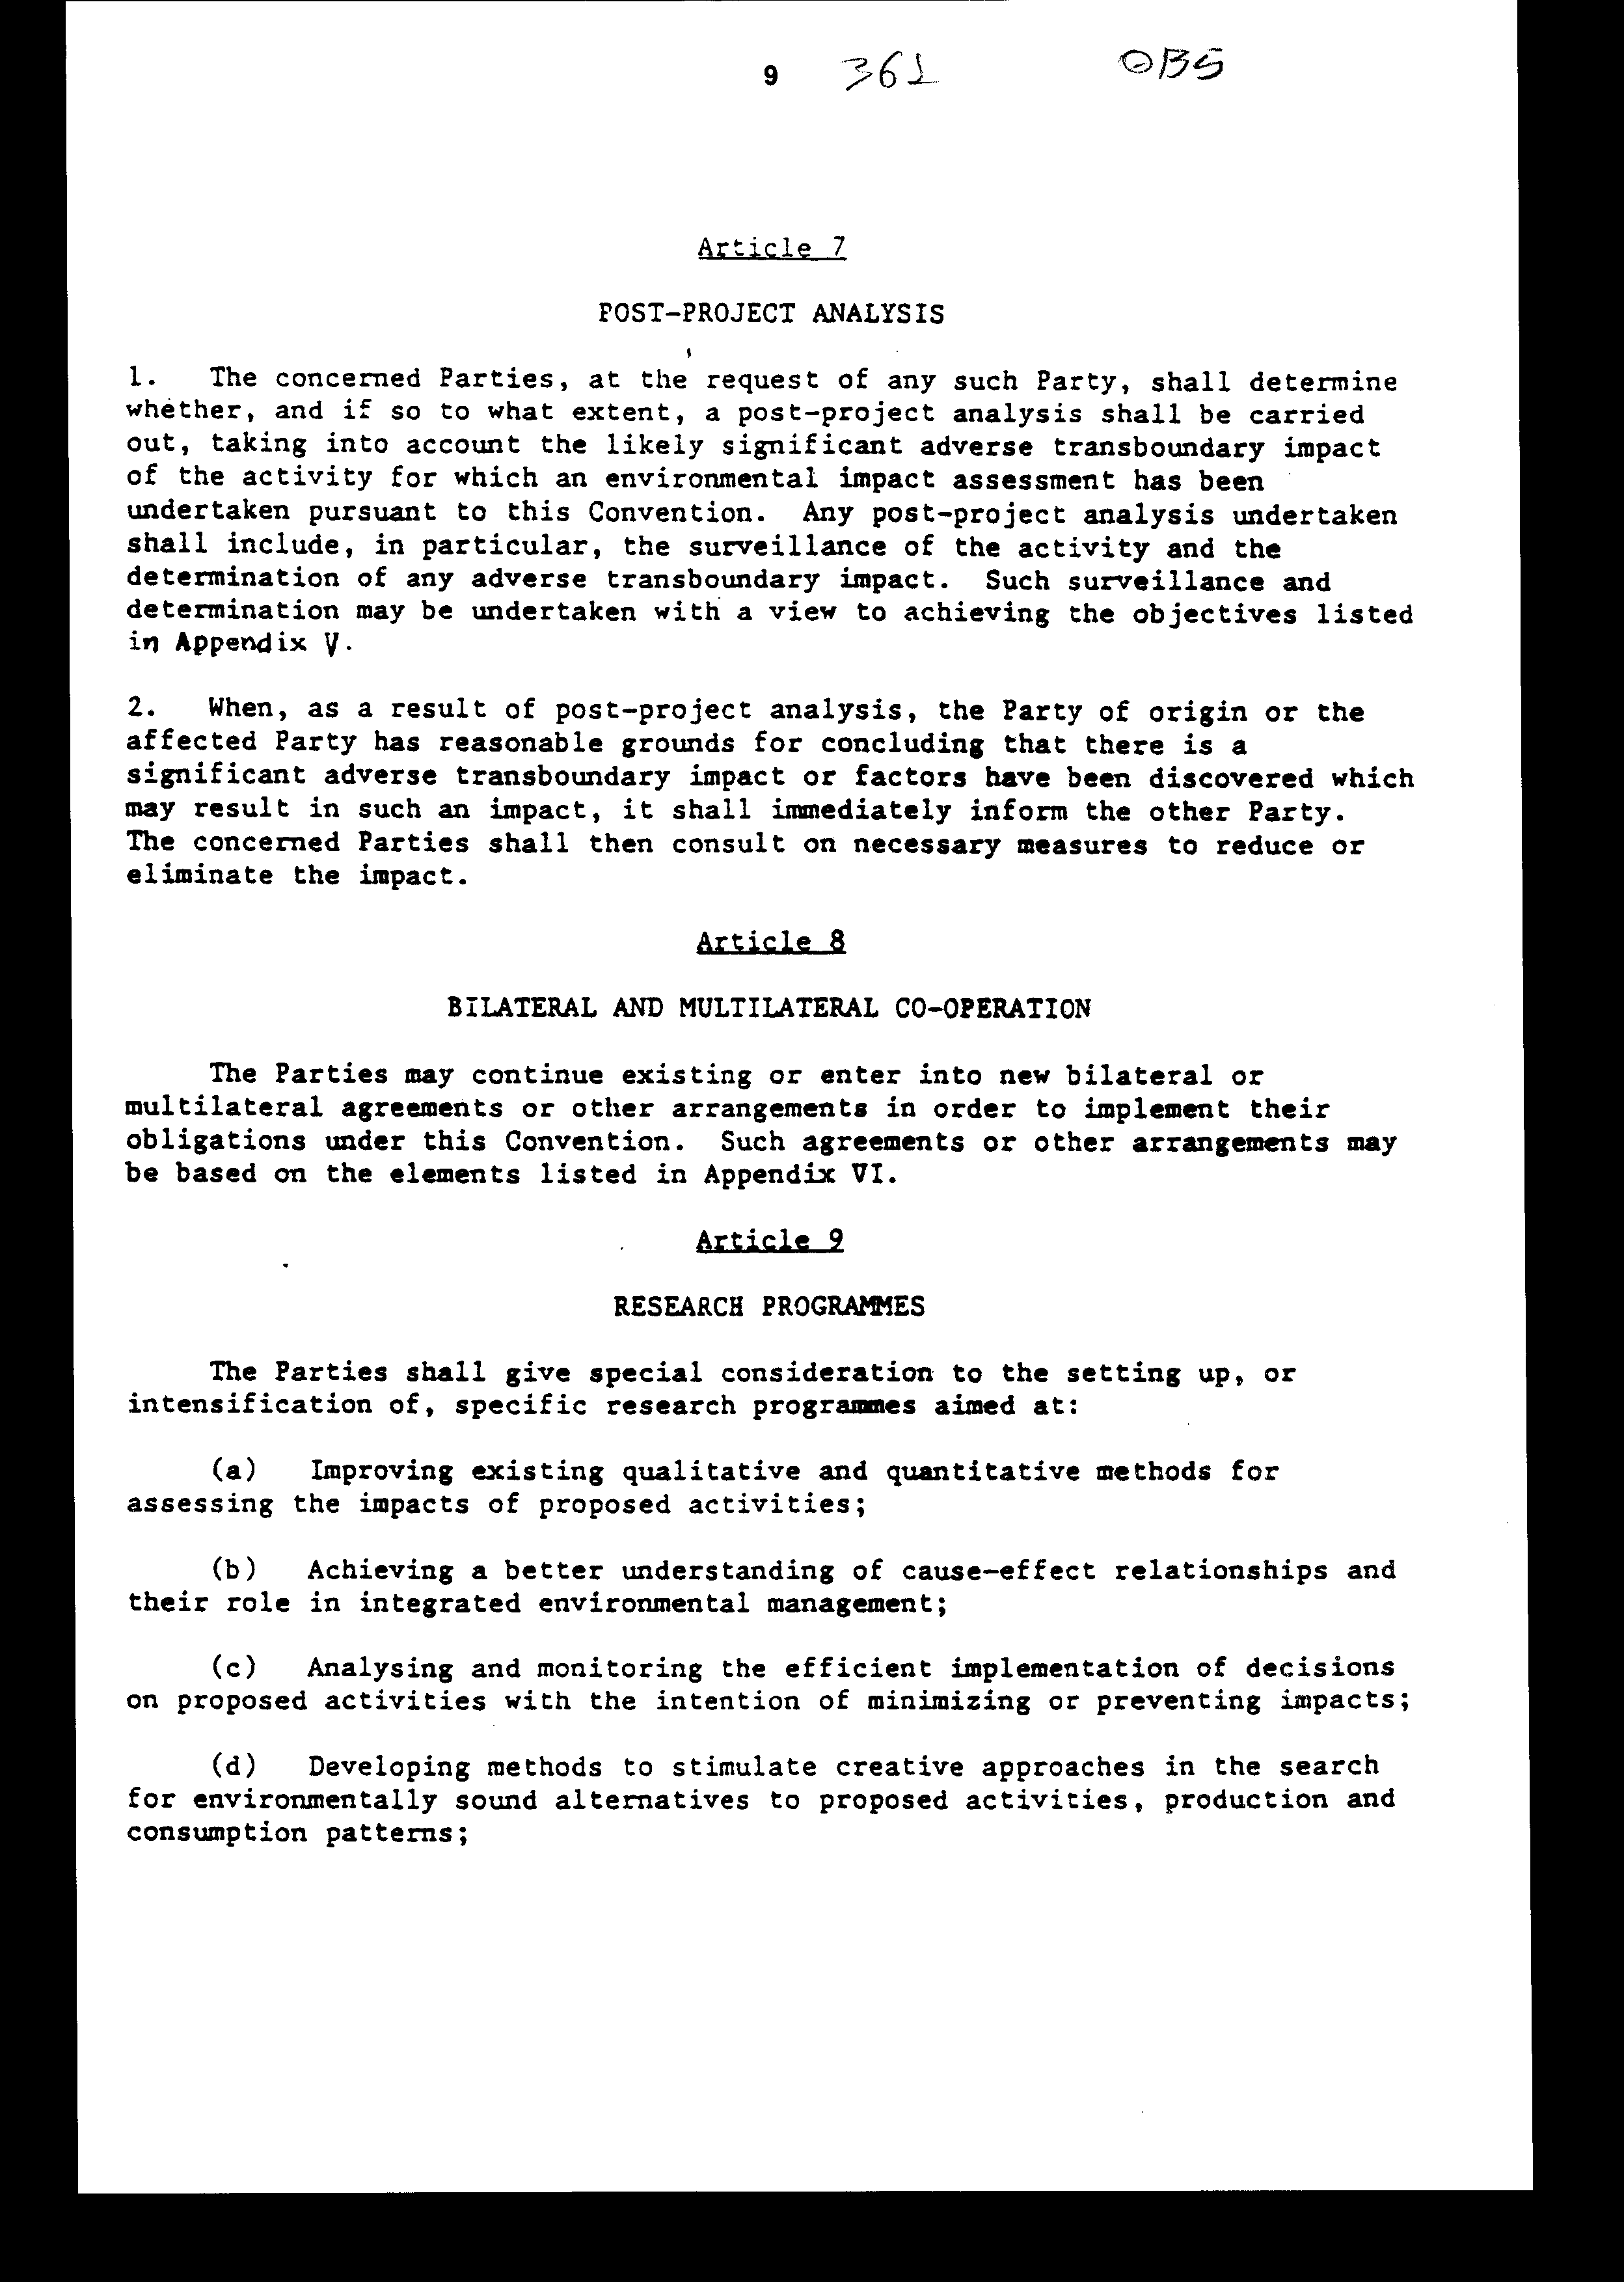 9 361 OBS
Article 7
POST-PROJECT ANALYSIS
1. The concerned Parties, at the request of any such Party, shall determine
whether, and if so to what extent, a post-project analysis shall be carried
out, taking into account the likely significant adverse transboundary impact
of the activity for which an environmental impact assessment has been
undertaken pursuant to this Convention. Any post-project analysis undertaken
shall include, in particular, the surveillance of the activity and the
determination of any adverse transboundary impact. Such surveillance and
determination may be undertaken with a view to achieving the objectives listed
in Appendix V.
2. When, as a result of post-project analysis, the Party of origin or the
affected Party has reasonable grounds for concluding that there is a
significant adverse transboundary impact or factors have been discovered which
may result in such an impact, it shall immediately inform the other Party.
The concerned Parties shall then consult on necessary measures to reduce or
eliminate the impact.
Article 8
BILATERAL AND MULTILATERAL CO-OPERATION
The Parties may continue existing or enter into new bilateral or
multilateral agreements or other arrangements in order to implement their
obligations under this Convention. Such agreements or other arrangements may
be based on the elements listed in Appendix VI.
Article 9
RESEARCH PROGRAMMES
The Parties shall give special consideration to the setting up, or
intensification of, specific research programmes aimed at:
(a) Improving existing qualitative and quantitative methods for
assessing the impacts of proposed activities;
(b) Achieving a better understanding of cause-effect relationships and
their role in integrated environmental management;
(c) Analysing and monitoring the efficient implementation of decisions
on proposed activities with the intention of minimizing or preventing impacts;
(d) Developing methods to stimulate creative approaches in the search
for environmentally sound alternatives to proposed activities, production and
consumption patterns;